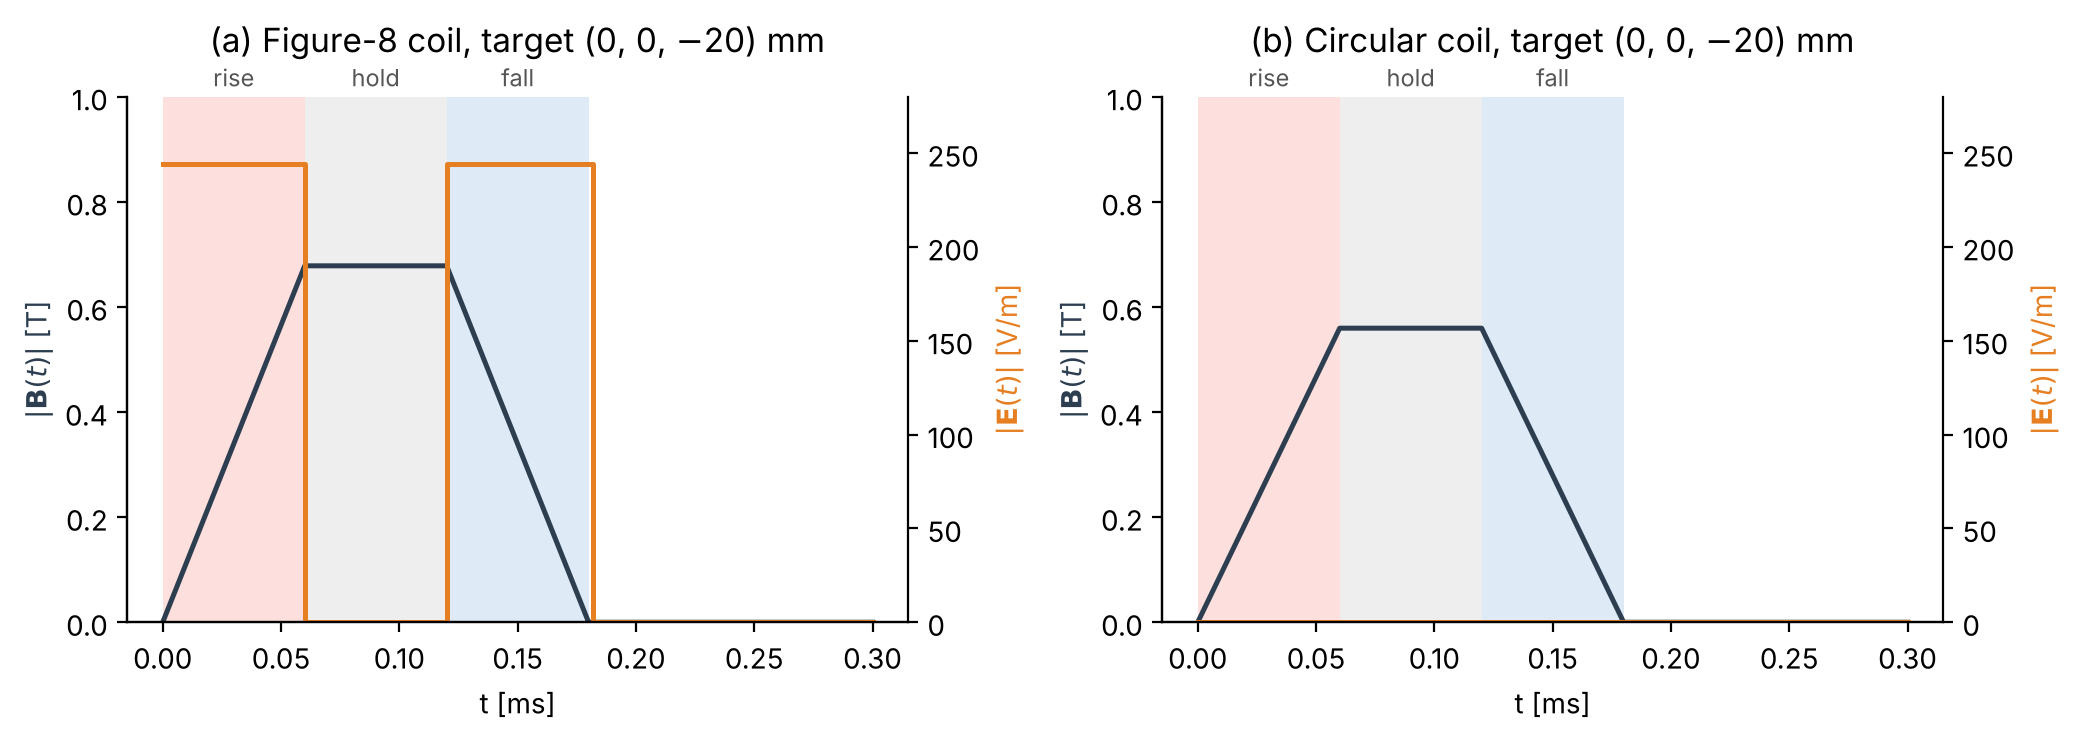 (a) Figure-8 coil, target (0, 0, −20) mm
rise hold fall
1.0
0.8
0.6
0.4
0.2
0.0
|B(t)| [T]
250
200
150
100
50
0
|E(t)| [V/m]
0.00 0.05 0.10 0.15 0.20 0.25 0.30
t [ms]
(b) Circular coil, target (0, 0, −20) mm
rise hold fall
1.0
0.8
0.6
0.4
0.2
0.0
|B(t)| [T]
250
200
150
100
50
0
|E(t)| [V/m]
0.00 0.05 0.10 0.15 0.20 0.25 0.30
t [ms]